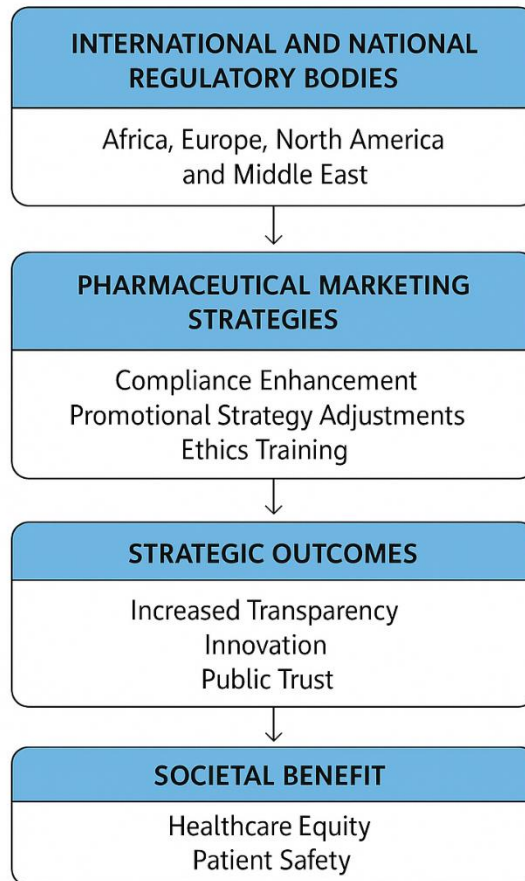 INTERNATIONAL AND NATIONAL
REGULATORY BODIES
Africa, Europe, North America
and Middle East
PHARMACEUTICAL MARKETING
STRATEGIES
Compliance Enhancement
Promotional Strategy Adjustments
Ethics Training
STRATEGIC OUTCOMES
Increased Transparency
Innovation
Public Trust
SOCIETAL BENEFIT
Healthcare Equity
Patient Safety